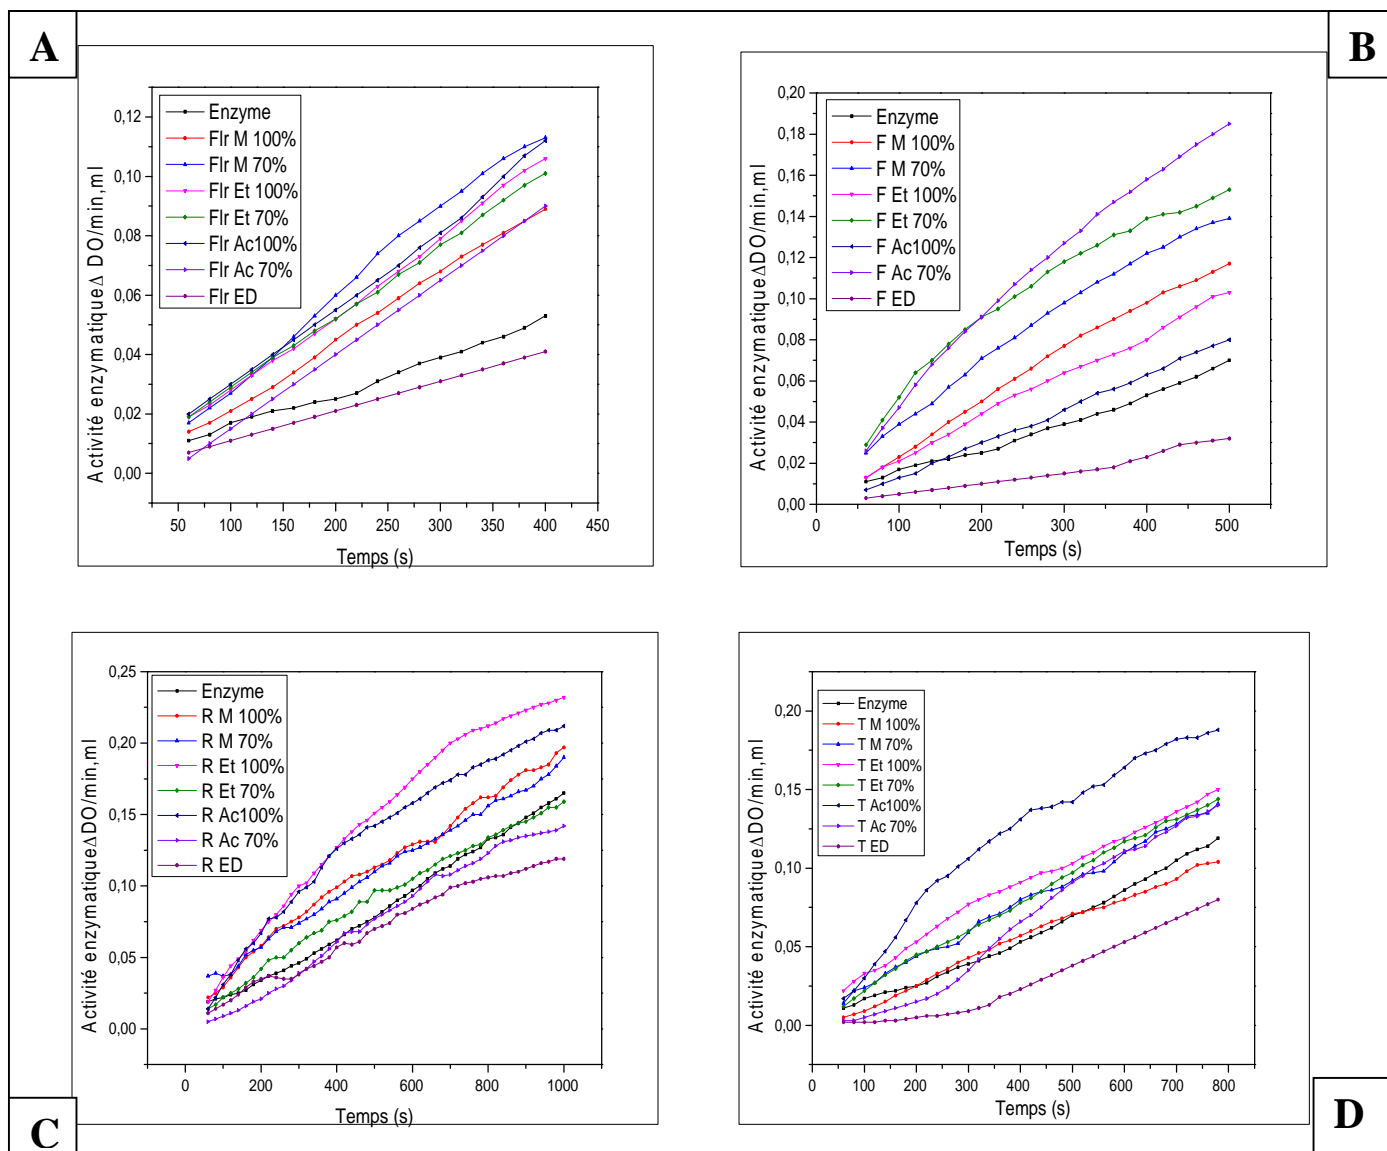 A
Activité enzymatique Δ DO/min,ml
0,12
0,10
0,08
0,06
0,04
0,02
0,00
Enzyme
Flr M 100%
Flr M 70%
Flr Et 100%
Flr Et 70%
Flr Ac100%
Flr Ac 70%
Flr ED
50 100 150 200 250 300 350 400 450
Temps (s)
B
Activité enzymatique Δ DO/min,ml
0,20
0,18
0,16
0,14
0,12
0,10
0,08
0,06
0,04
0,02
0,00
Enzyme
F M 100%
F M 70%
F Et 100%
F Et 70%
F Ac100%
F Ac 70%
F ED
0 100 200 300 400 500
Temps (s)
C
Activité enzymatique Δ DO/min,ml
0,25
0,20
0,15
0,10
0,05
0,00
Enzyme
R M 100%
R M 70%
R Et 100%
R Et 70%
R Ac100%
R Ac 70%
R ED
0 200 400 600 800 1000
Temps (s)
D
Activité enzymatique Δ DO/min,ml
0,20
0,15
0,10
0,05
0,00
Enzyme
T M 100%
T M 70%
T Et 100%
T Et 70%
T Ac100%
T Ac 70%
T ED
0 100 200 300 400 500 600 700 800
Temps (s)